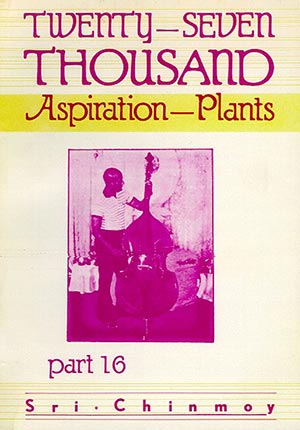 TWENTY–SEVEN
THOUSAND
Aspiration–Plants
part 16
Sri · Chinmoy